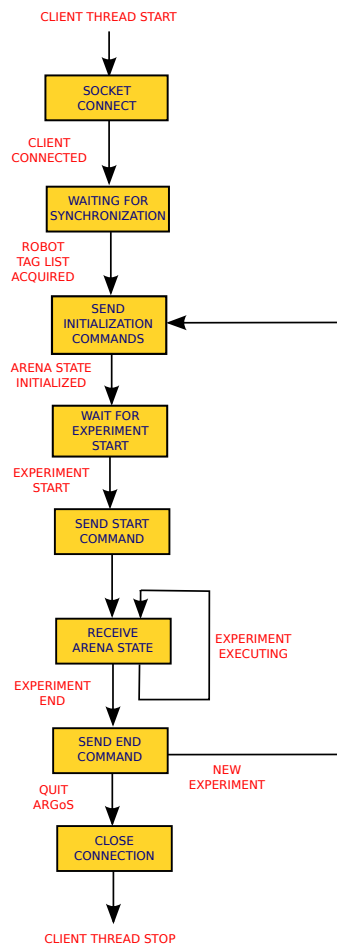 CLIENT THREAD START
SOCKET
CONNECT
CLIENT
CONNECTED
WAITING FOR
SYNCHRONIZATION
ROBOT
TAG LIST
ACQUIRED
SEND
INITIALIZATION
COMMANDS
ARENA STATE
INITIALIZED
WAIT FOR
EXPERIMENT
START
EXPERIMENT
START
SEND START
COMMAND
RECEIVE
ARENA STATE
EXPERIMENT
EXECUTING
EXPERIMENT
END
SEND END
COMMAND
NEW
EXPERIMENT
QUIT
ARGoS
CLOSE
CONNECTION
CLIENT THREAD STOP